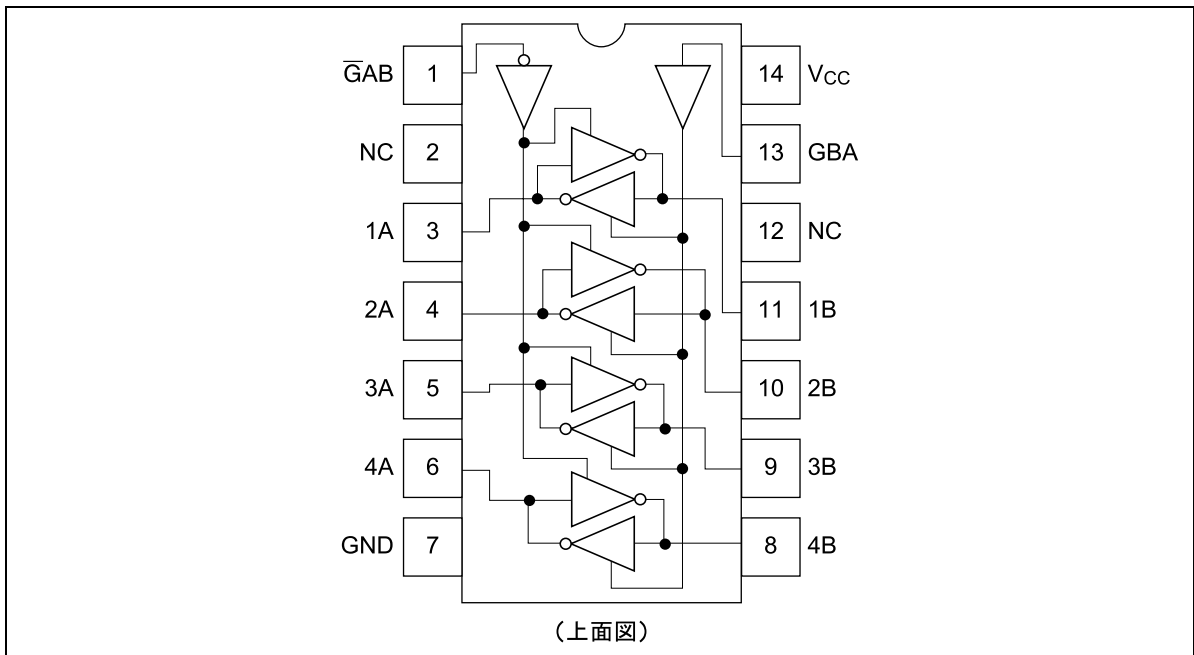 G̅AB 1 14 VCC
NC 2 13 GBA
1A 3 12 NC
2A 4 11 1B
3A 5 10 2B
4A 6 9 3B
GND 7 8 4B
(上面図)